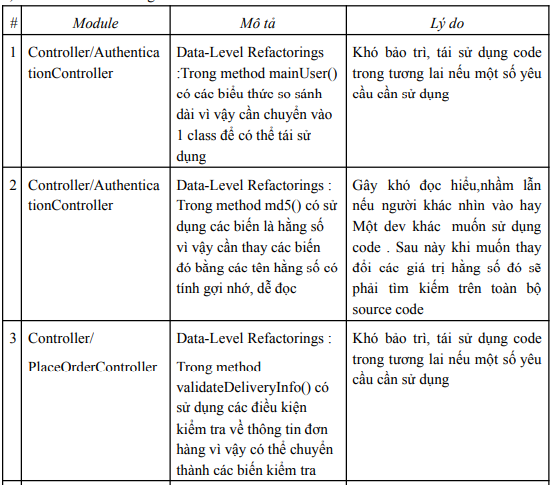 # Module Mô tả Lý do
1 Controller/Authentica
tionController
Data-Level Refactorings
:Trong method mainUser()
có các biểu thức so sánh
dài vì vậy cần chuyển vào
1 class để có thể tái sử
dụng
Khó bảo trì, tái sử dụng code
trong tương lai nếu một số yêu
cầu cần sử dụng
2 Controller/Authentica
tionController
Data-Level Refactorings :
Trong method md5() có sử
dụng các biến là hằng số
vì vậy cần thay các biến
đó bằng các tên hằng số có
tính gợi nhớ, dễ đọc
Gây khó đọc hiểu,nhầm lẫn
nếu người khác nhìn vào hay
Một dev khác muốn sử dụng
code . Sau này khi muốn thay
đổi các giá trị hằng số đó sẽ
phải tìm kiếm trên toàn bộ
source code
3 Controller/
PlaceOrderController
Data-Level Refactorings :
Trong method
validateDeliveryInfo() có
sử dụng các điều kiện
kiểm tra về thông tin đơn
hàng vì vậy có thể chuyển
thành các biến kiểm tra
Khó bảo trì, tái sử dụng code
trong tương lai nếu một số yêu
cầu cần sử dụng